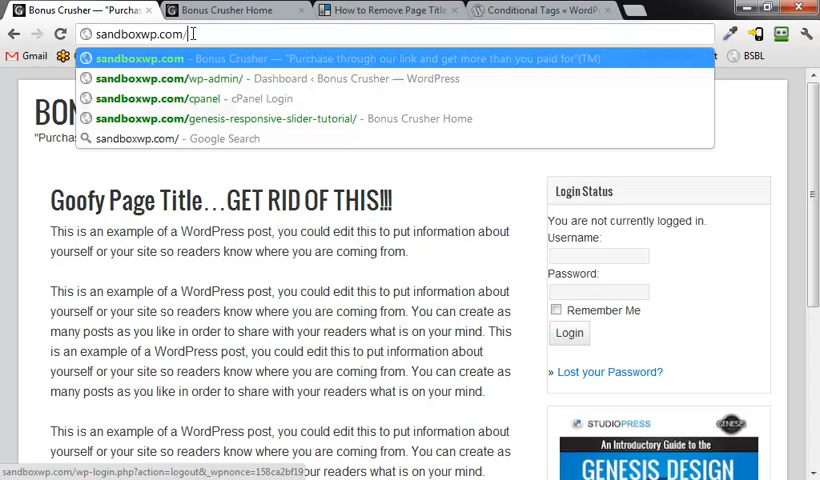 Bonus Crusher — "Purcha
Bonus Crusher Home
How to Remove Page Title
Conditional Tags « WordP
sandboxwp.com/
sandboxwp.com - Bonus Crusher — "Purchase through our link and get more than you paid for"(TM)
Gmail
BSBL
sandboxwp.com/wp-admin/ - Dashboard ‹ Bonus Crusher — WordPress
sandboxwp.com/cpanel - cPanel Login
BON
sandboxwp.com/genesis-responsive-slider-tutorial/ - Bonus Crusher Home
"Purchas
sandboxwp.com/ - Google Search
Goofy Page Title…GET RID OF THIS!!!
This is an example of a WordPress post, you could edit this to put information about
yourself or your site so readers know where you are coming from.
This is an example of a WordPress post, you could edit this to put information about
yourself or your site so readers know where you are coming from. You can create as
many posts as you like in order to share with your readers what is on your mind. This
is an example of a WordPress post, you could edit this to put information about
yourself or your site so readers know where you are coming from. You can create as
many posts as you like in order to share with your readers what is on your mind.
This is an example of a WordPress post, you could edit this to put information about
yourself or your site so readers know where you are coming from. You can create as
many posts as you like in order to share with your readers what is on your mind. This
Login Status
You are not currently logged in.
Username:
Password:
Remember Me
Login
» Lost your Password?
STUDIOPRESS
GENESIS
An Introductory Guide to the
GENESIS DESIGN
sandboxwp.com/wp-login.php?action=logout&_wpnonce=158ca2bf19